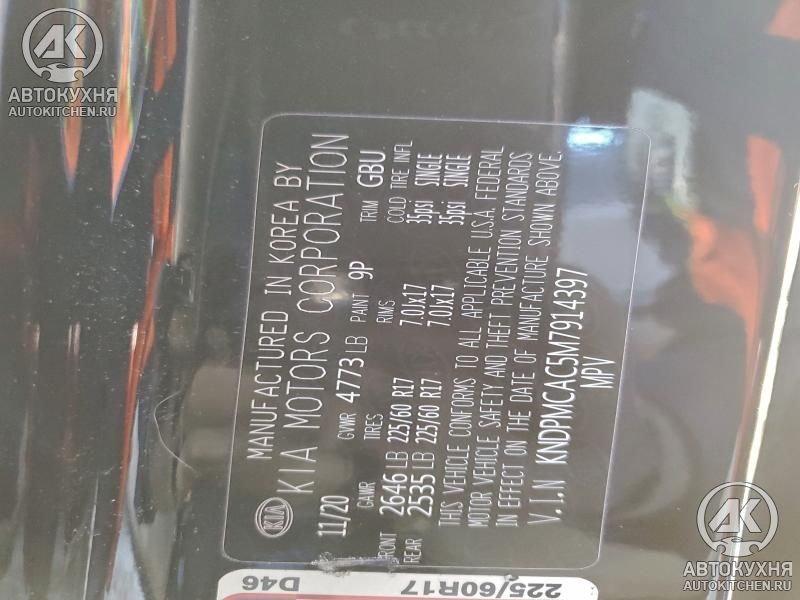 АВТОКУХНЯ
AUTOKITCHEN.RU
MANUFACTURED IN KOREA BY
KIA MOTORS CORPORATION
KIA
11/20 GVWR 4773 LB PAINT 9P TRIM GBU
GAWR TIRES RIMS COLD TIRE INFL
FRONT 2646 LB 225/60 R17 7.0Jx17 35psi SINGLE
REAR 2535 LB 225/60 R17 7.0Jx17 35psi SINGLE
THIS VEHICLE CONFORMS TO ALL APPLICABLE U.S.A. FEDERAL
MOTOR VEHICLE SAFETY AND THEFT PREVENTION STANDARDS
IN EFFECT ON THE DATE OF MANUFACTURE SHOWN ABOVE.
V.I.N KNDPMCAC5M7914397
MPV
D46
225/60R17
АВТОКУХНЯ
AUTOKITCHEN.RU